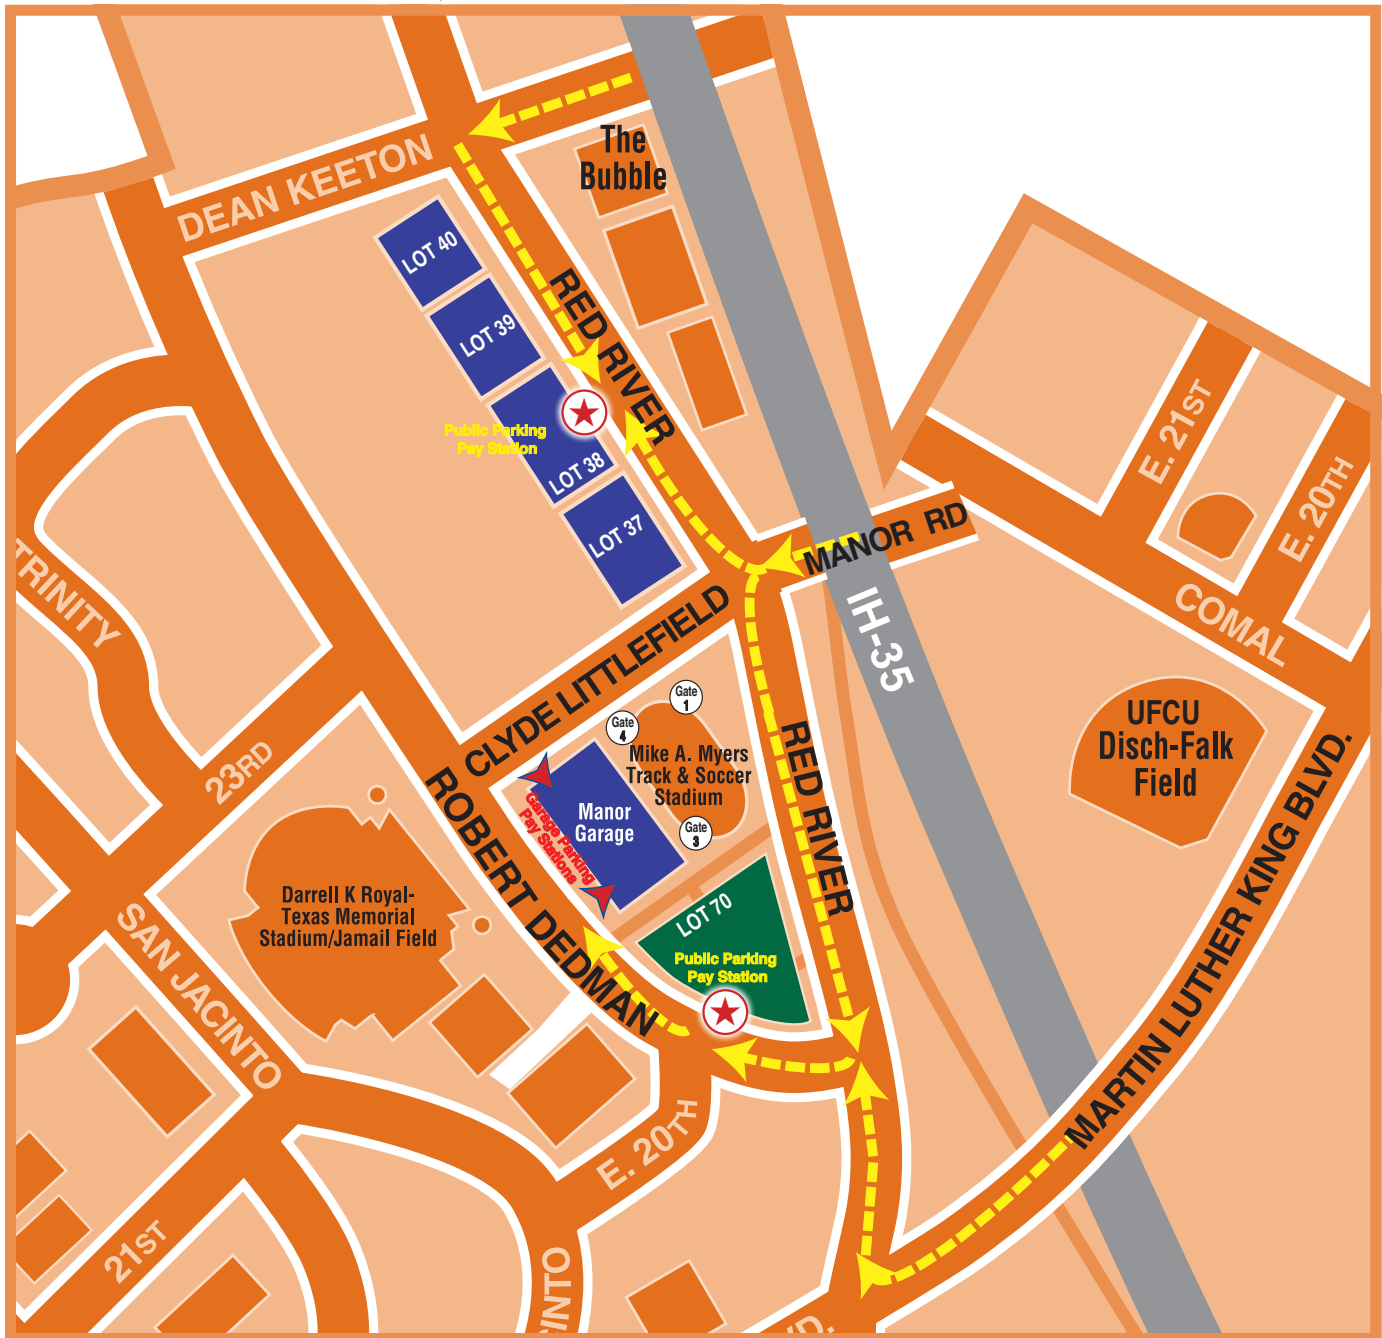 The
Bubble
DEAN KEETON
LOT 40
LOT 39
RED RIVER
Public Parking
Pay Station
LOT 38
LOT 37
E. 21ST
E. 20TH
MANOR RD
COMAL
IH-35
TRINITY
CLYDE LITTLEFIELD
Gate
1
Gate
4
Mike A. Myers
Track & Soccer
Stadium
Gate
3
Manor
Garage
Garage Parking
Pay Stations
UFCU
Disch-Falk
Field
23RD
ROBERT DEDMAN
RED RIVER
MARTIN LUTHER KING BLVD.
Darrell K Royal-
Texas Memorial
Stadium/Jamail Field
LOT 70
Public Parking
Pay Station
SAN JACINTO
E. 20TH
21ST
CINTO
VD.